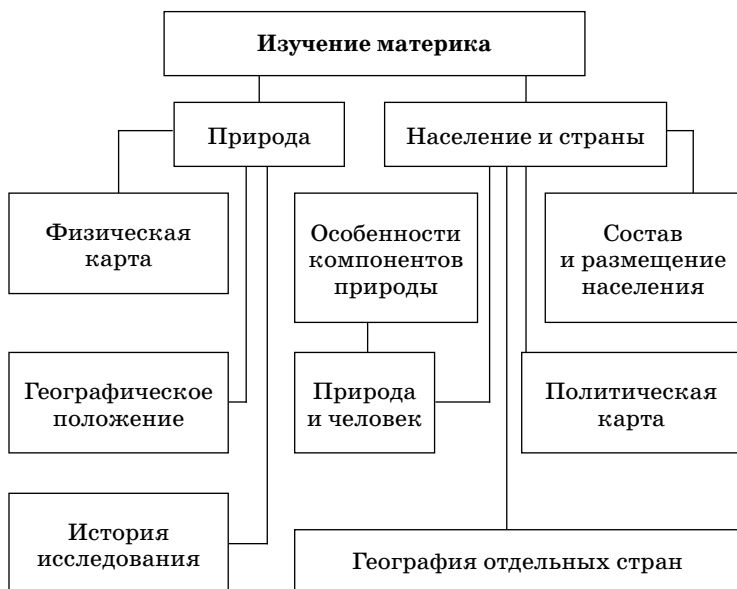 Изучение материка
Природа
Население и страны
Физическая
карта
Особенности
компонентов
природы
Состав
и размещение
населения
Географическое
положение
Природа
и человек
Политическая
карта
История
исследования
География отдельных стран